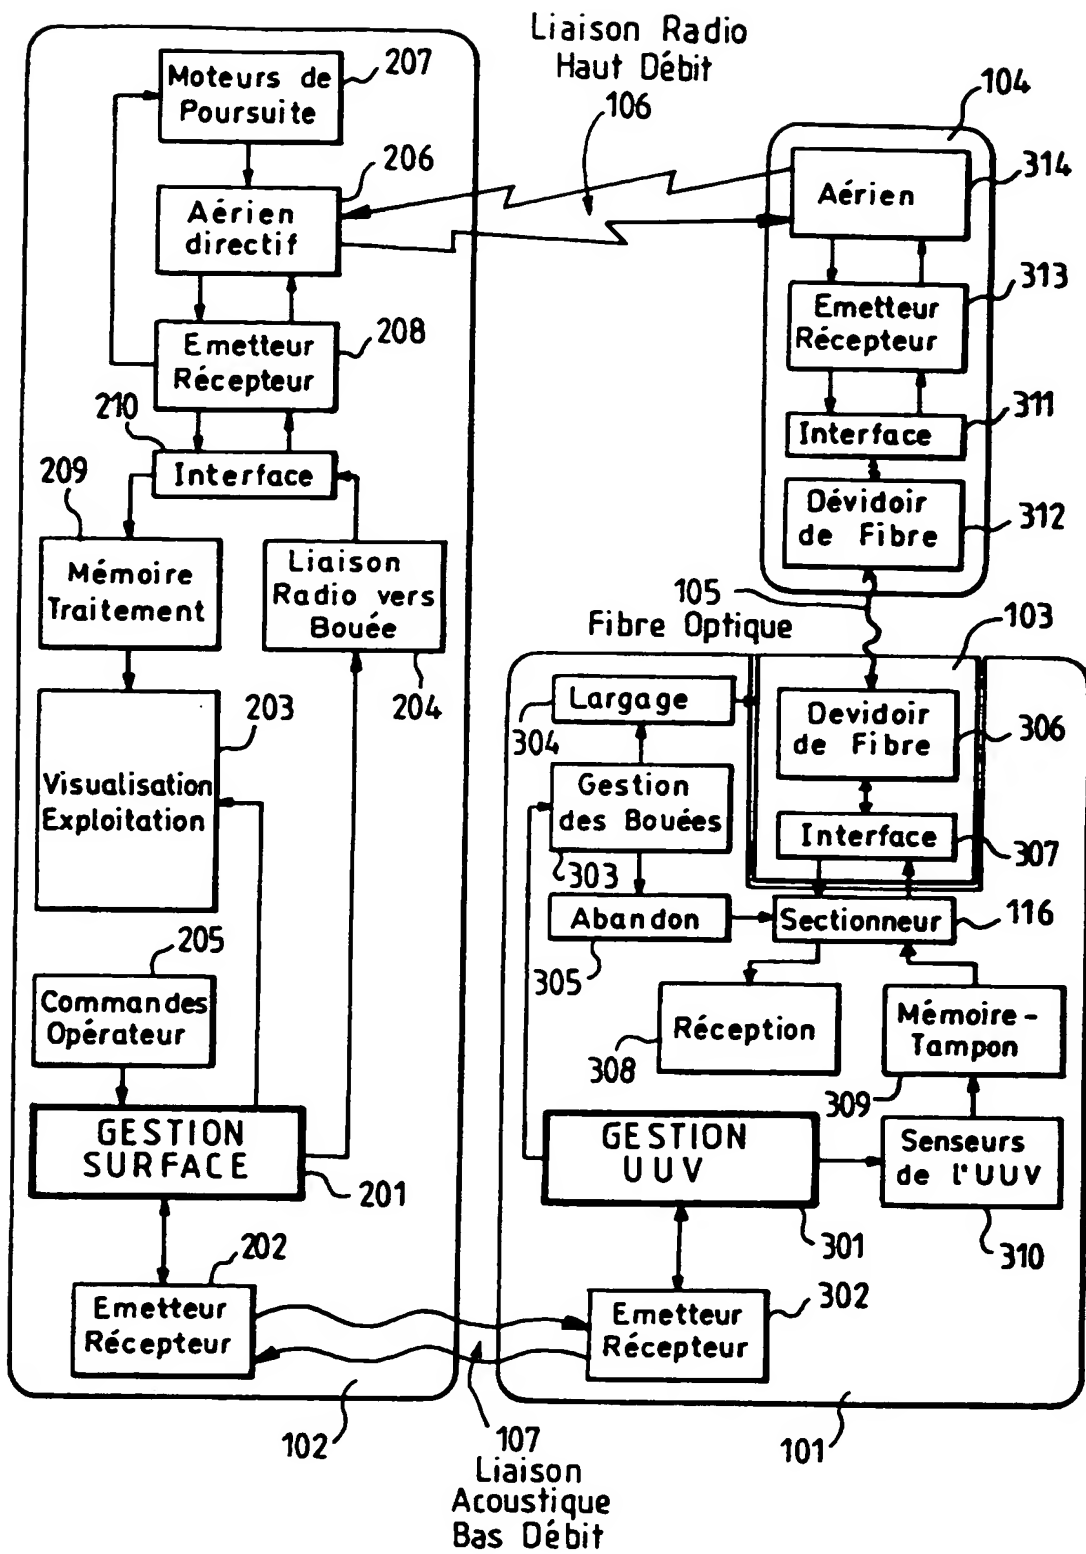 Liaison Radio
Haut Débit
106
Moteurs de
Poursuite
207
Aérien
directif
206
Emetteur
Récepteur
208
210
Interface
209
Mémoire
Traitement
Liaison
Radio vers
Bouée
204
203
Visualisation
Exploitation
205
Commandes
Opérateur
GESTION
SURFACE
201
202
Emetteur
Récepteur
102
104
Aérien
314
Emetteur
Récepteur
313
Interface
311
Dévidoir
de Fibre
312
105
Fibre Optique
103
Largage
304
Devidoir
de Fibre
306
Gestion
des Bouées
303
Interface
307
Abandon
305
Sectionneur
116
Réception
308
Mémoire-
Tampon
309
GESTION
UUV
301
Senseurs
de l'UUV
310
Emetteur
Récepteur
302
101
107
Liaison
Acoustique
Bas Débit